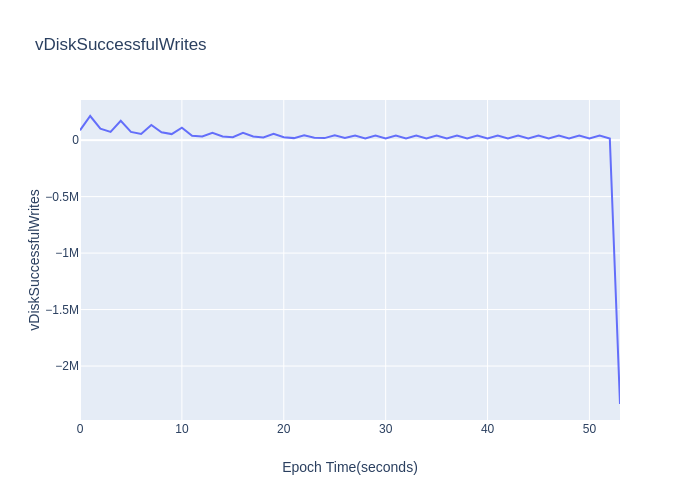 vDiskSuccessfulWrites
0
−0.5M
−1M
−1.5M
−2M
vDiskSuccessfulWrites
0 10 20 30 40 50
Epoch Time(seconds)